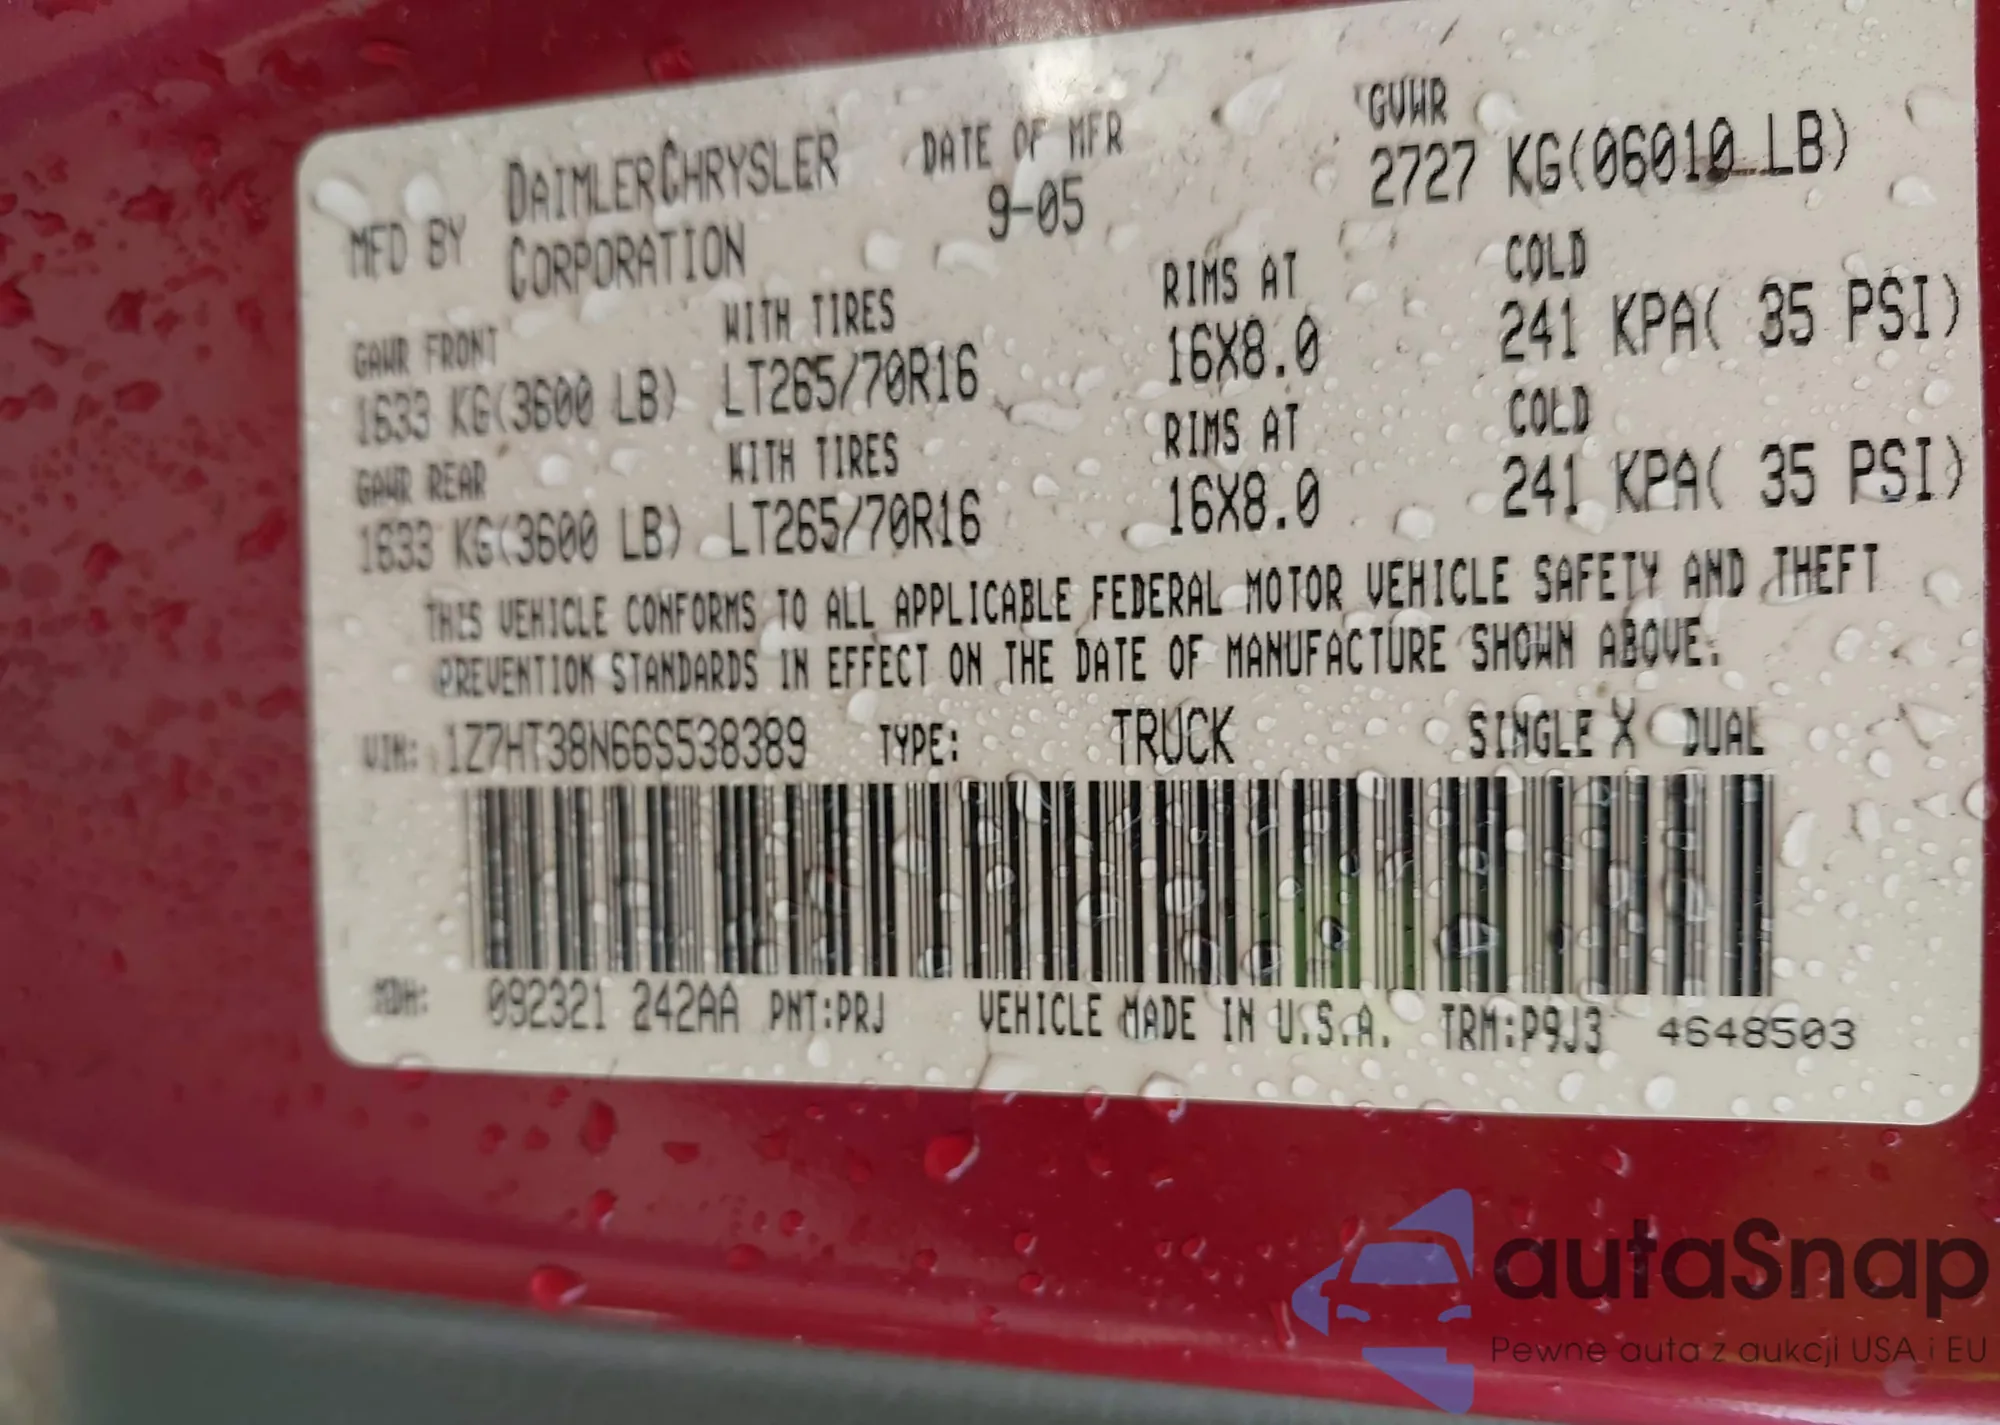 MFD BY DAIMLERCHRYSLER CORPORATION
DATE OF MFR
9-05
GVWR
2727 KG(06010 LB)
GAWR FRONT WITH TIRES RIMS AT COLD
1633 KG(3600 LB) LT265/70R16 16X8.0 241 KPA( 35 PSI)
GAWR REAR WITH TIRES RIMS AT COLD
1633 KG(3600 LB) LT265/70R16 16X8.0 241 KPA( 35 PSI)
THIS VEHICLE CONFORMS TO ALL APPLICABLE FEDERAL MOTOR VEHICLE SAFETY AND THEFT
PREVENTION STANDARDS IN EFFECT ON THE DATE OF MANUFACTURE SHOWN ABOVE.
VIN: 1Z7HT38N66S538389 TYPE: TRUCK SINGLE X DUAL
MDH: 092321 242AA PNT:PRJ VEHICLE MADE IN U.S.A. TRM:P9J3 4648503
autaSnap
Pewne auta z aukcji USA i EU